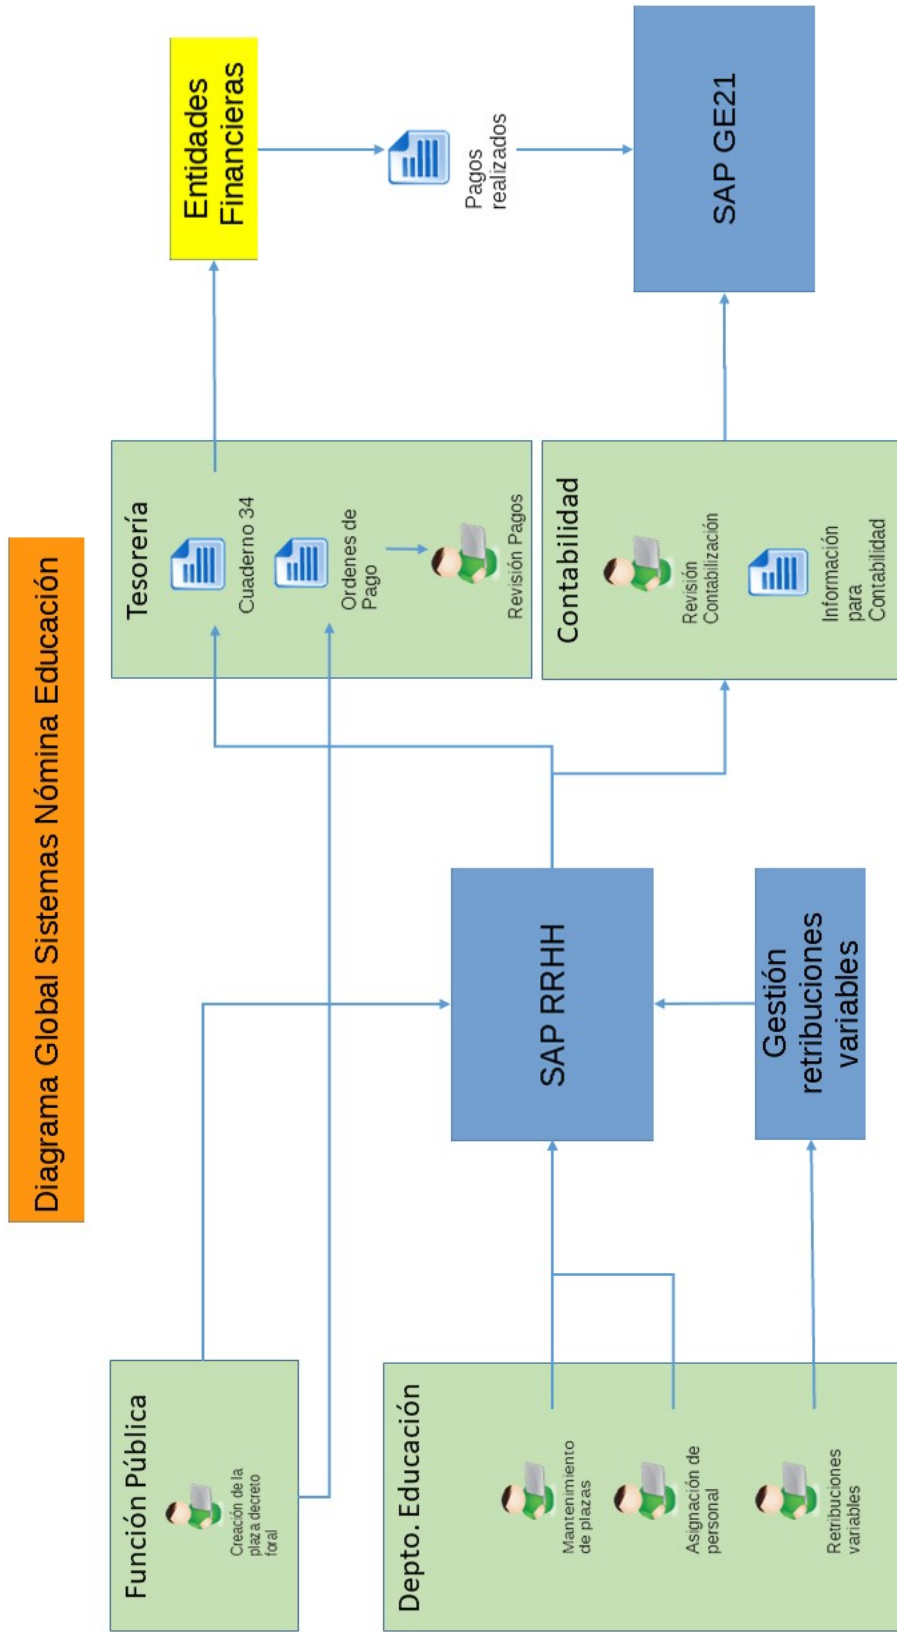 Diagrama Global Sistemas Nómina Educación
Función Pública
Creación de la
plaza decreto
foral
Depto. Educación
Mantenimiento
de plazas
Asignación de
personal
Retribuciones
variables
SAP RRHH
Gestión
retribuciones
variables
Tesorería
Cuaderno 34
Ordenes de
Pago
Revisión Pagos
Contabilidad
Revisión
Contabilización
Información
para
Contabilidad
Entidades
Financieras
Pagos
realizados
SAP GE21